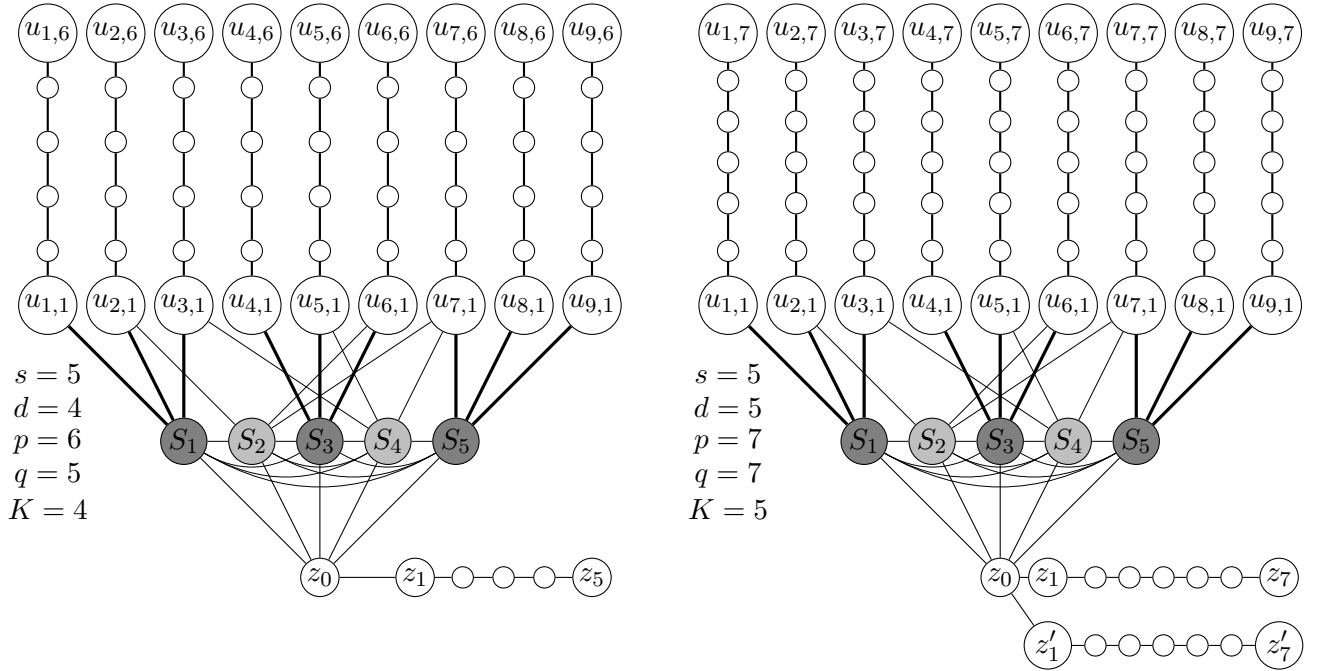 u1,6 u2,6 u3,6 u4,6 u5,6 u6,6 u7,6 u8,6 u9,6
u1,1 u2,1 u3,1 u4,1 u5,1 u6,1 u7,1 u8,1 u9,1
s = 5
d = 4
p = 6
q = 5
K = 4
S1 S2 S3 S4 S5
z0 z1 z5
u1,7 u2,7 u3,7 u4,7 u5,7 u6,7 u7,7 u8,7 u9,7
u1,1 u2,1 u3,1 u4,1 u5,1 u6,1 u7,1 u8,1 u9,1
s = 5
d = 5
p = 7
q = 7
K = 5
S1 S2 S3 S4 S5
z0 z1 z7
z′1 z′7